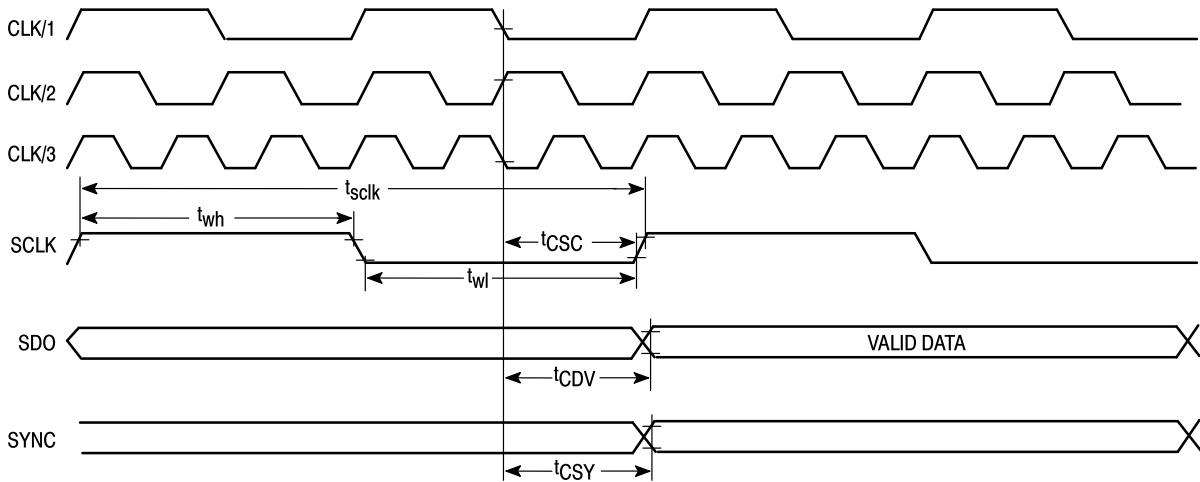 CLK/1
CLK/2
CLK/3
tsclk
twh
SCLK
tCSC
twl
SDO
VALID DATA
tCDV
SYNC
tCSY